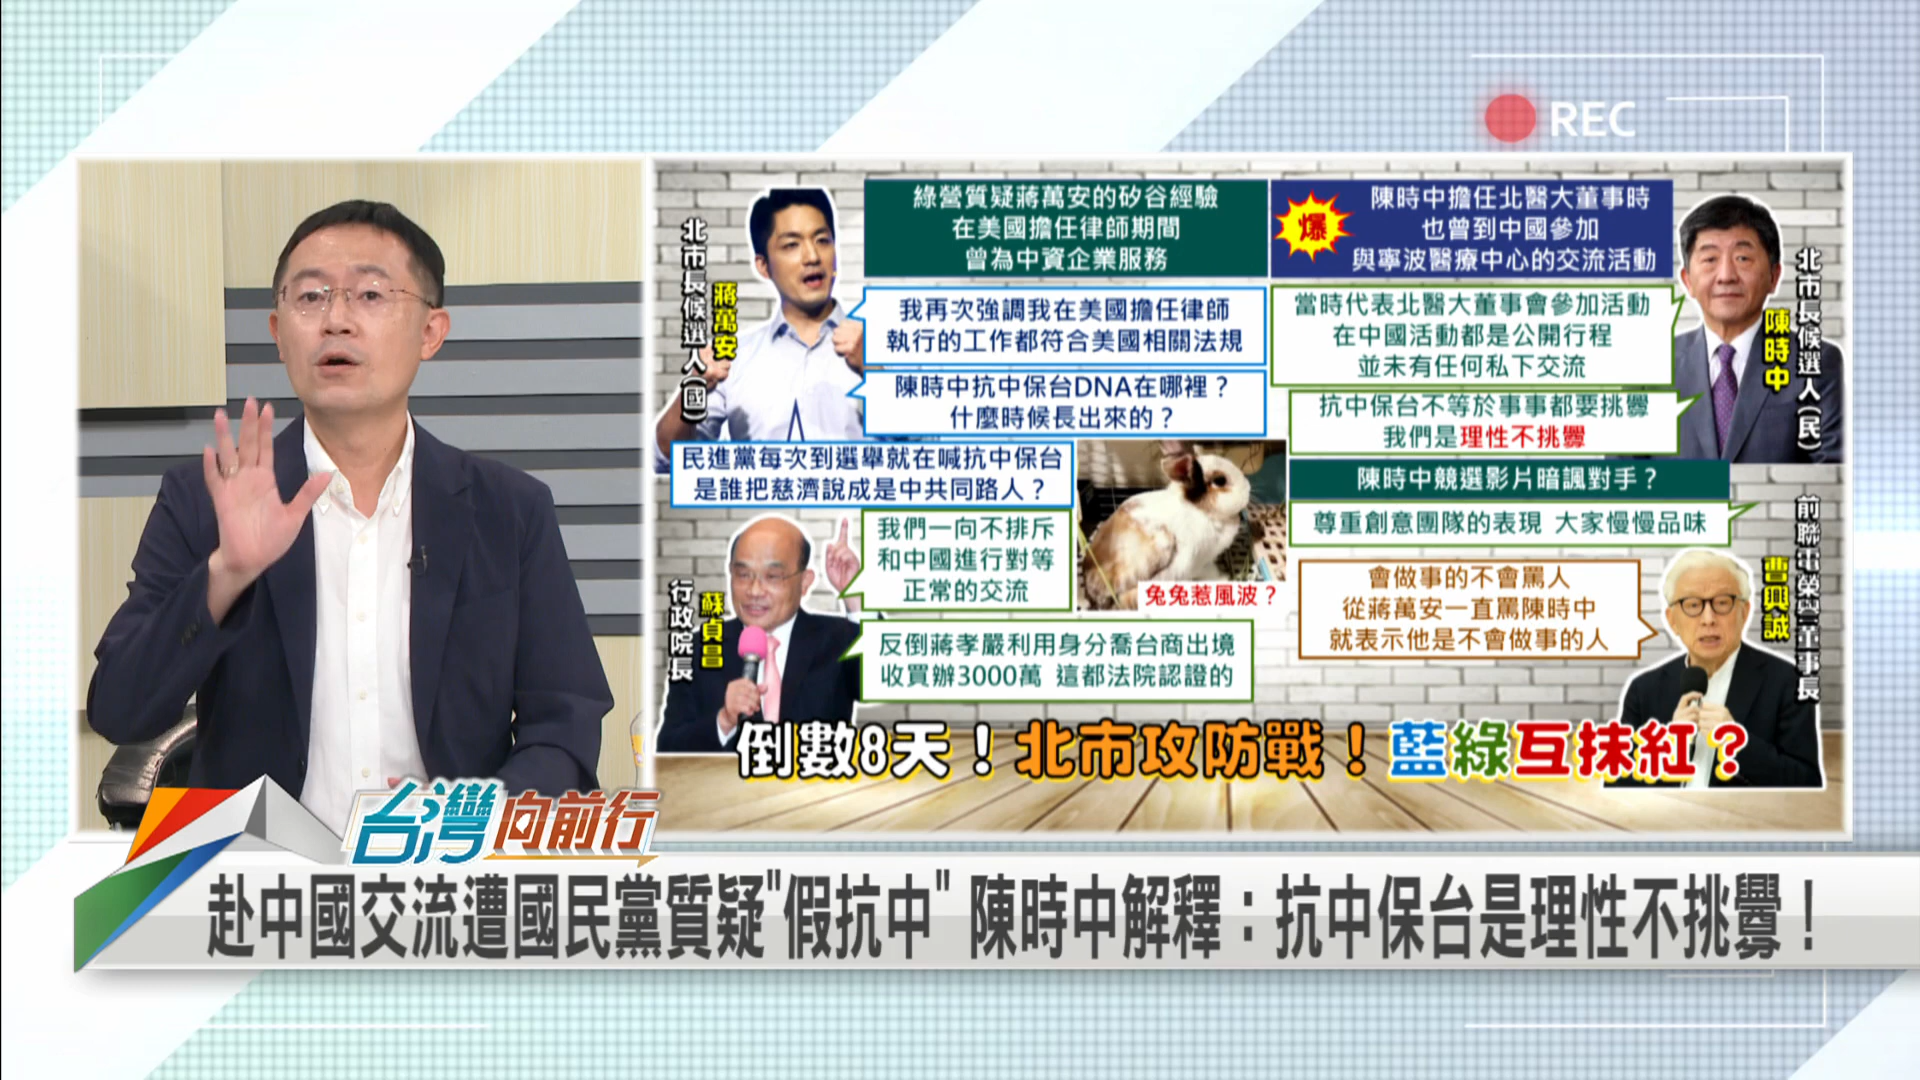 REC
北市長候選人(國)
蔣萬安
綠營質疑蔣萬安的矽谷經驗
在美國擔任律師期間
曾為中資企業服務
我再次強調我在美國擔任律師
執行的工作都符合美國相關法規
陳時中抗中保台DNA在哪裡？
什麼時候長出來的？
民進黨每次到選舉就在喊抗中保台
是誰把慈濟說成是中共同路人？
行政院長
蘇貞昌
我們一向不排斥
和中國進行對等
正常的交流
反倒蔣孝嚴利用身分喬台商出境
收買辦3000萬 這都法院認證的
兔兔惹風波？
爆
陳時中擔任北醫大董事時
也曾到中國參加
與寧波醫療中心的交流活動
北市長候選人(民)
陳時中
當時代表北醫大董事會參加活動
在中國活動都是公開行程
並未有任何私下交流
抗中保台不等於事事都要挑釁
我們是理性不挑釁
陳時中競選影片暗諷對手？
尊重創意團隊的表現 大家慢慢品味
前聯電榮譽董事長
曹興誠
會做事的不會罵人
從蔣萬安一直罵陳時中
就表示他是不會做事的人
倒數8天！北市攻防戰！藍綠互抹紅？
台灣向前行
赴中國交流遭國民黨質疑"假抗中" 陳時中解釋：抗中保台是理性不挑釁！